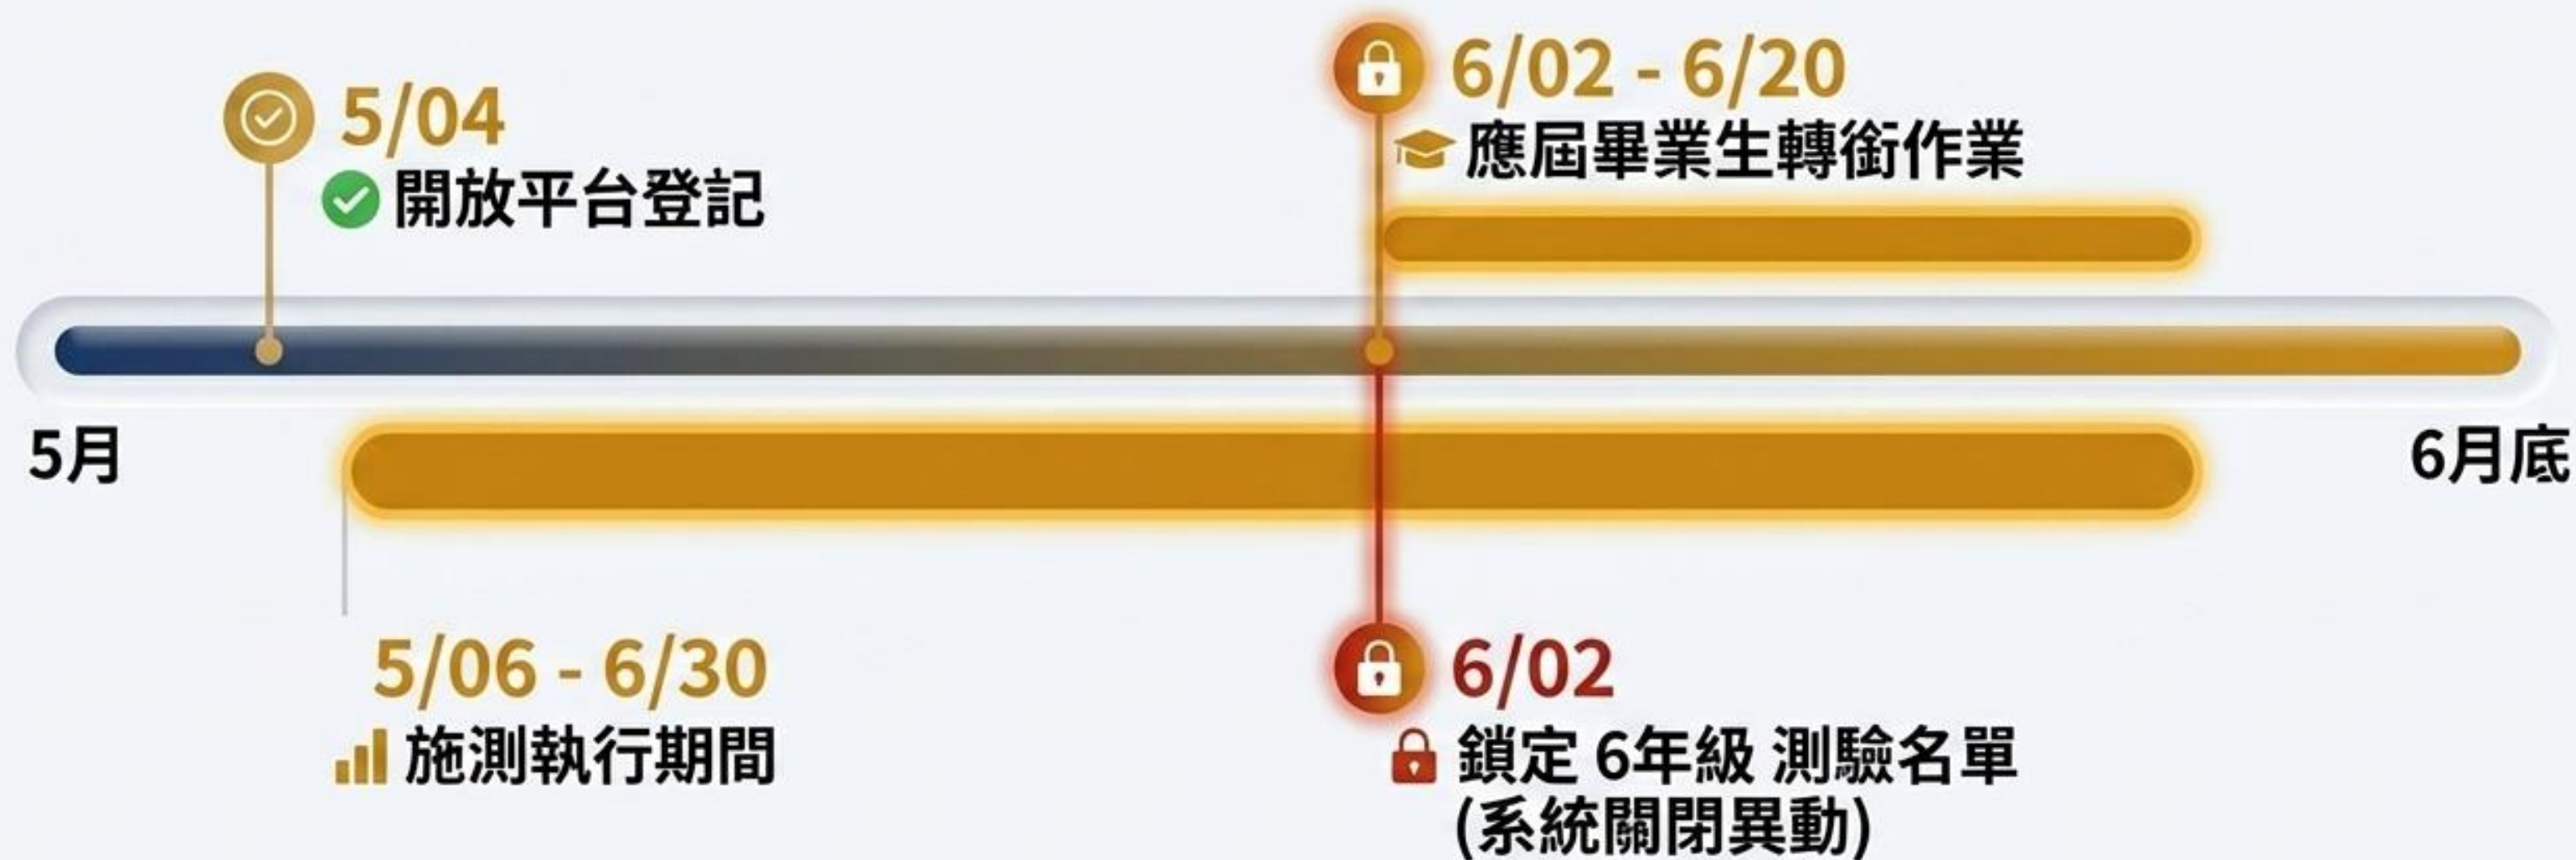 5/04
開放平台登記
6/02 - 6/20
應屆畢業生轉銜作業
5月
6月底
5/06 - 6/30
施測執行期間
6/02
鎖定 6年級 測驗名單
(系統關閉異動)